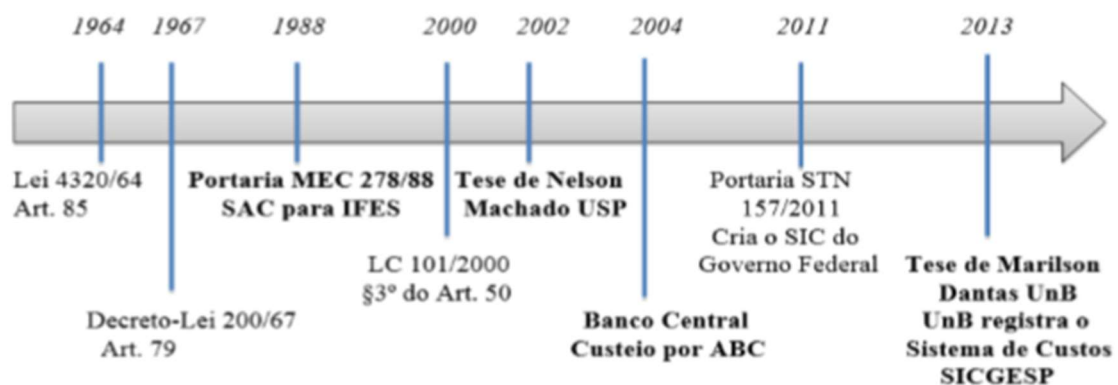 1964 1967 1988 2000 2002 2004 2011 2013
Lei 4320/64
Art. 85
Decreto-Lei 200/67
Art. 79
Portaria MEC 278/88
SAC para IFES
LC 101/2000
§3º do Art. 50
Tese de Nelson
Machado USP
Banco Central
Custeio por ABC
Portaria STN
157/2011
Cria o SIC do
Governo Federal
Tese de Marilson
Dantas UnB
UnB registra o
Sistema de Custos
SICGESP